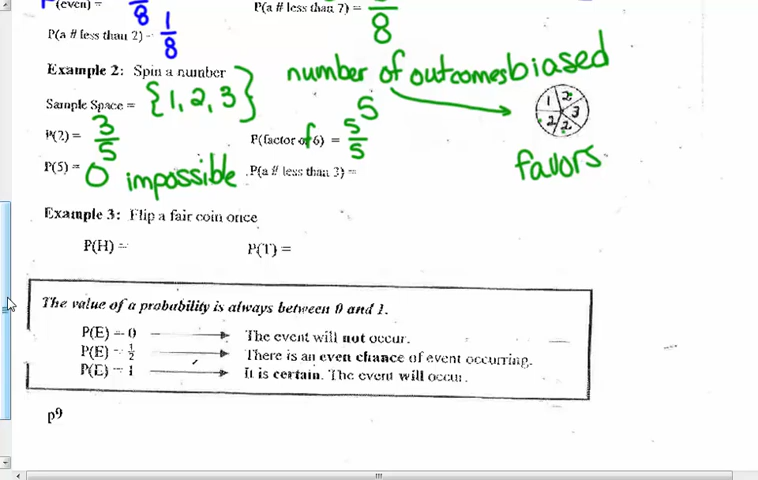 (even) = /8
P(a # less than 7) = /8
P(a # less than 2) - 1/8
Example 2: Spin a number
number of outcomes biased
Sample Space = {1, 2, 3}
5
1 2 3 2 2
P(2) = 3/5
P(factor of 6) = 5/5
favors
P(5) = 0 impossible
P(a # less than 3) =
Example 3: Flip a fair coin once
P(H) =
P(T) =
The value of a probability is always between 0 and 1.
P(E) = 0 The event will not occur.
P(E) = 1/2 There is an even chance of event occurring.
P(E) = 1 It is certain. The event will occur.
p9